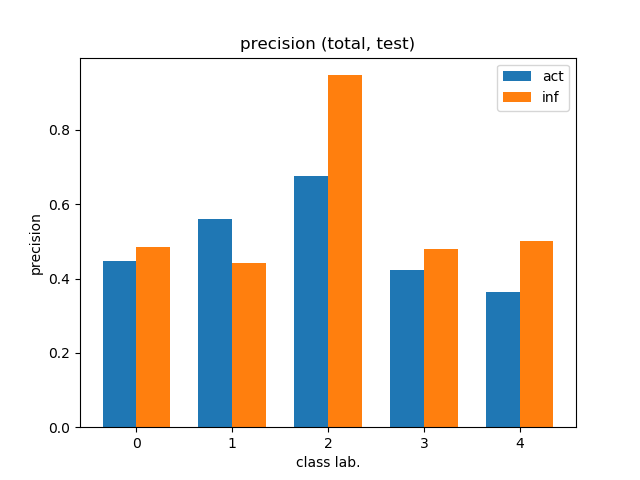 precision (total, test)
act
inf
precision
0.8
0.6
0.4
0.2
0.0
0 1 2 3 4
class lab.